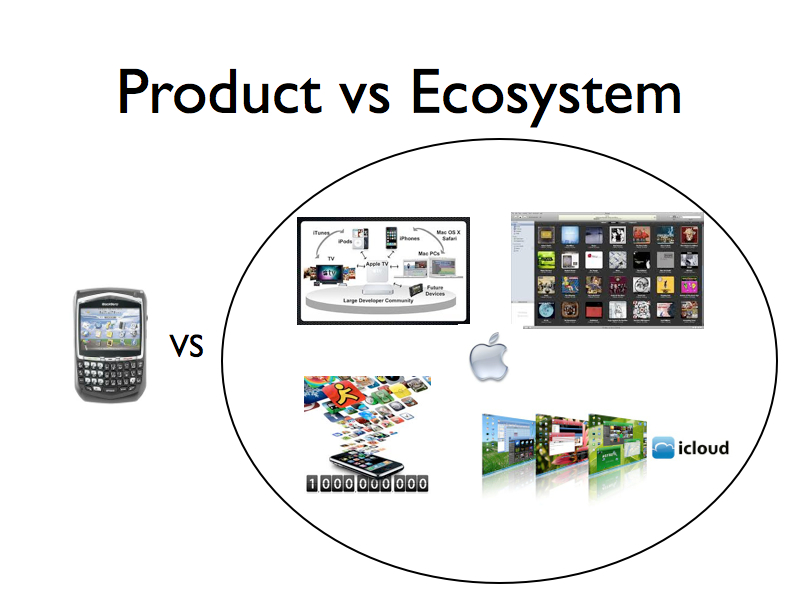 Product vs Ecosystem
vs
iTunes
iPods
iPhones
Mac OS X
Safari
TV
Apple TV
Mac PCs
Future
Devices
Large Developer Community
BlackBerry
1000000000
icloud